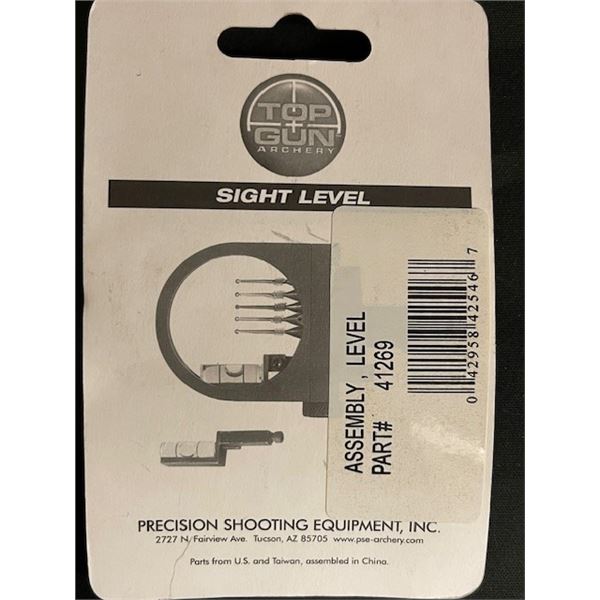 TOP
GUN
ARCHERY
SIGHT LEVEL
ASSEMBLY, LEVEL
PART# 41269
0 42958 42546 7
PRECISION SHOOTING EQUIPMENT, INC.
2727 N. Fairview Ave. Tucson, AZ 85705 www.pse-archery.com
Parts from U.S. and Taiwan, assembled in China.